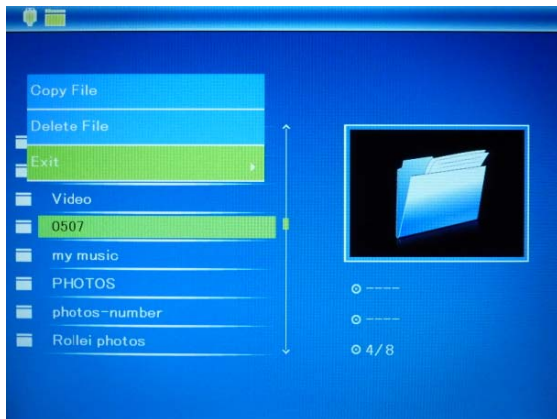 Copy File
Delete File
Exit
Video
0507
my music
PHOTOS
photos-number
Rollei photos
----
----
4/8